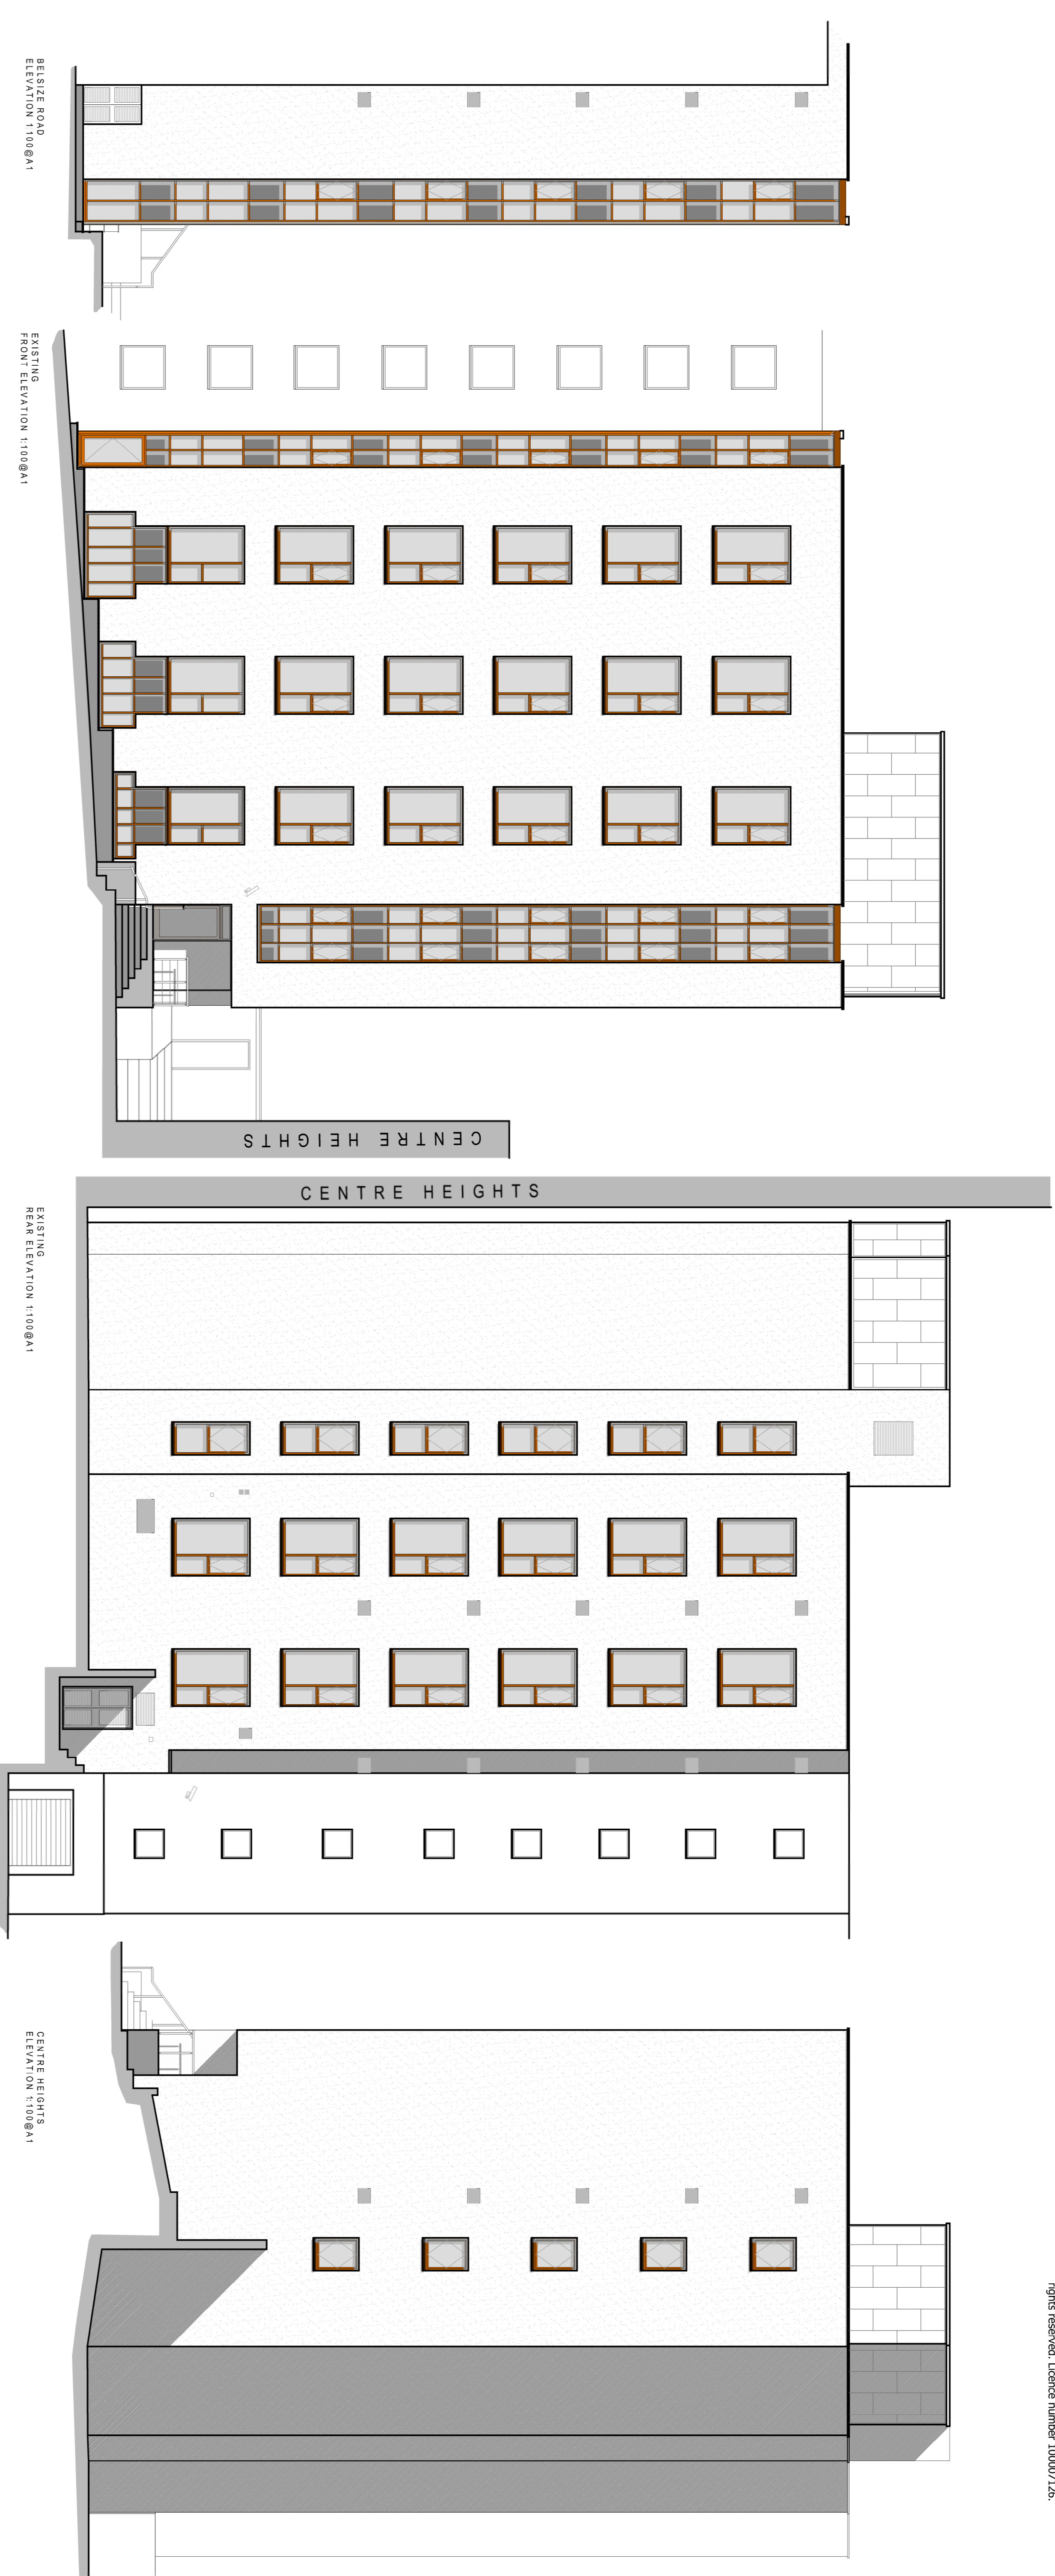 BELSIZE ROAD
ELEVATION 1:100@A1
EXISTING
FRONT ELEVATION 1:100@A1
CENTRE HEIGHTS
CENTRE HEIGHTS
EXISTING
REAR ELEVATION 1:100@A1
CENTRE HEIGHTS
ELEVATION 1:100@A1
rights reserved. Licence number 100007126.